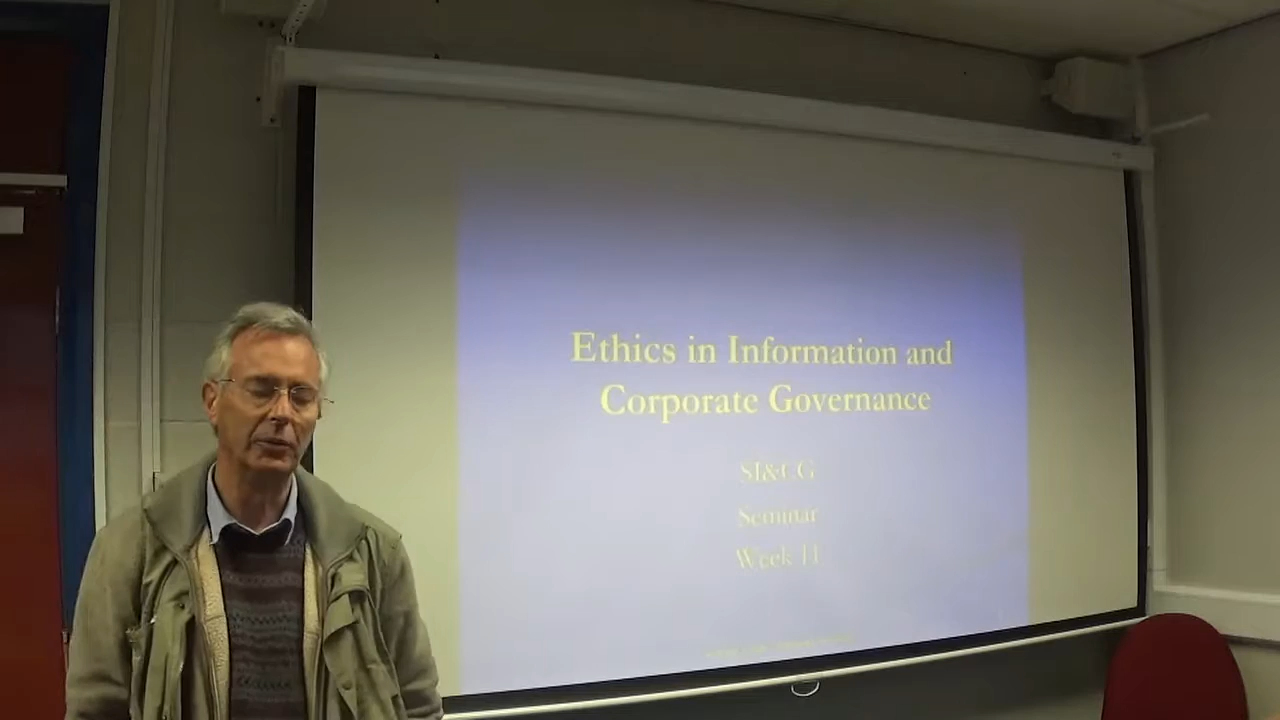 Ethics in Information and
Corporate Governance
SI&CG
Seminar
Week 11